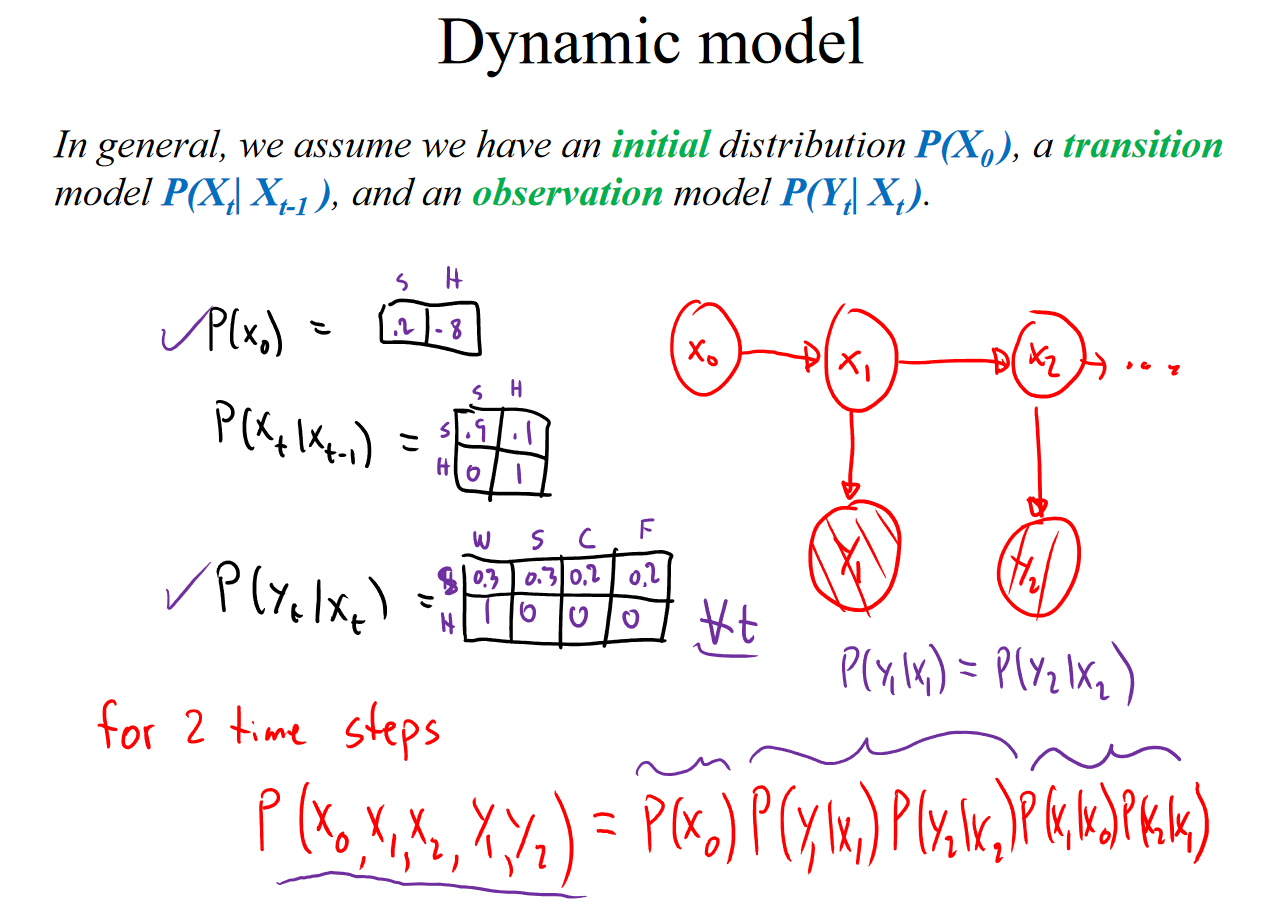 Dynamic model
In general, we assume we have an initial distribution P(X₀), a transition
model P(Xₜ| Xₜ₋₁ ), and an observation model P(Yₜ| Xₜ).
S H
P(x₀) = .2 .8
S H
P(xₜ|xₜ₋₁) = S .9 .1
H 0 1
W S C F
P(yₜ|xₜ) = S 0.3 0.3 0.2 0.2
H 1 0 0 0
∀t
x₀ x₁ x₂ ...
Y₁ Y₂
P(y₁|x₁) = P(y₂|x₂)
for 2 time steps
P(x₀, x₁, x₂, y₁, y₂) = P(x₀) P(y₁|x₁) P(y₂|x₂) P(x₁|x₀) P(x₂|x₁)